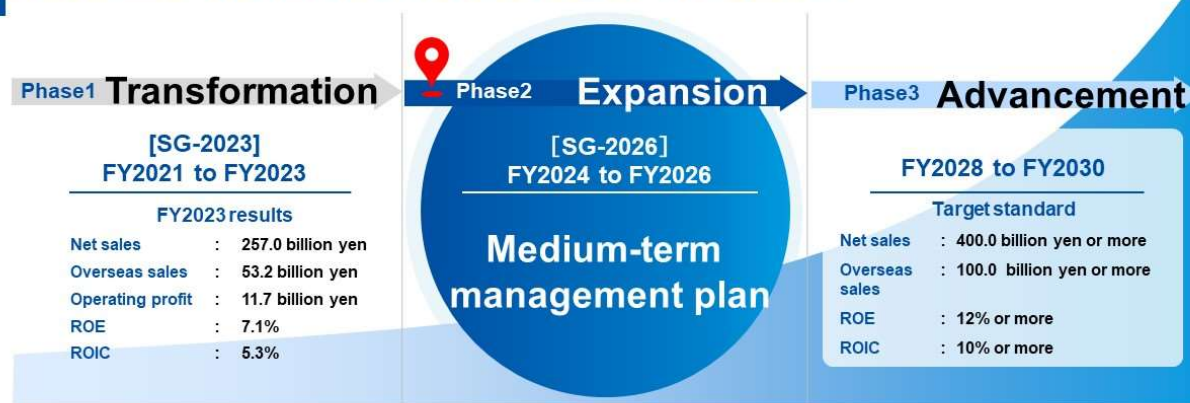 Phase1 Transformation
[SG-2023]
FY2021 to FY2023
FY2023 results
Net sales : 257.0 billion yen
Overseas sales : 53.2 billion yen
Operating profit : 11.7 billion yen
ROE : 7.1%
ROIC : 5.3%
Phase2 Expansion
[SG-2026]
FY2024 to FY2026
Medium-term
management plan
Phase3 Advancement
FY2028 to FY2030
Target standard
Net sales : 400.0 billion yen or more
Overseas : 100.0 billion yen or more
sales
ROE : 12% or more
ROIC : 10% or more